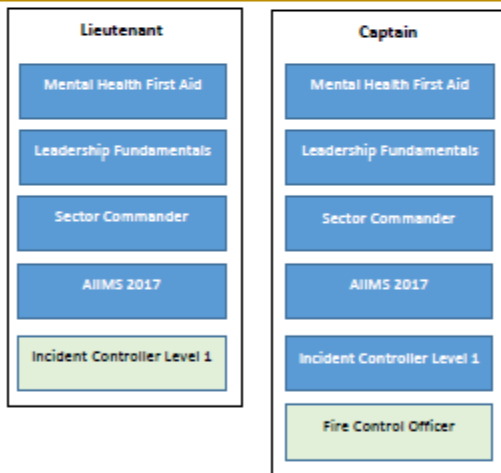 Lieutenant
Mental Health First Aid
Leadership Fundamentals
Sector Commander
AIIMS 2017
Incident Controller Level 1
Captain
Mental Health First Aid
Leadership Fundamentals
Sector Commander
AIIMS 2017
Incident Controller Level 1
Fire Control Officer